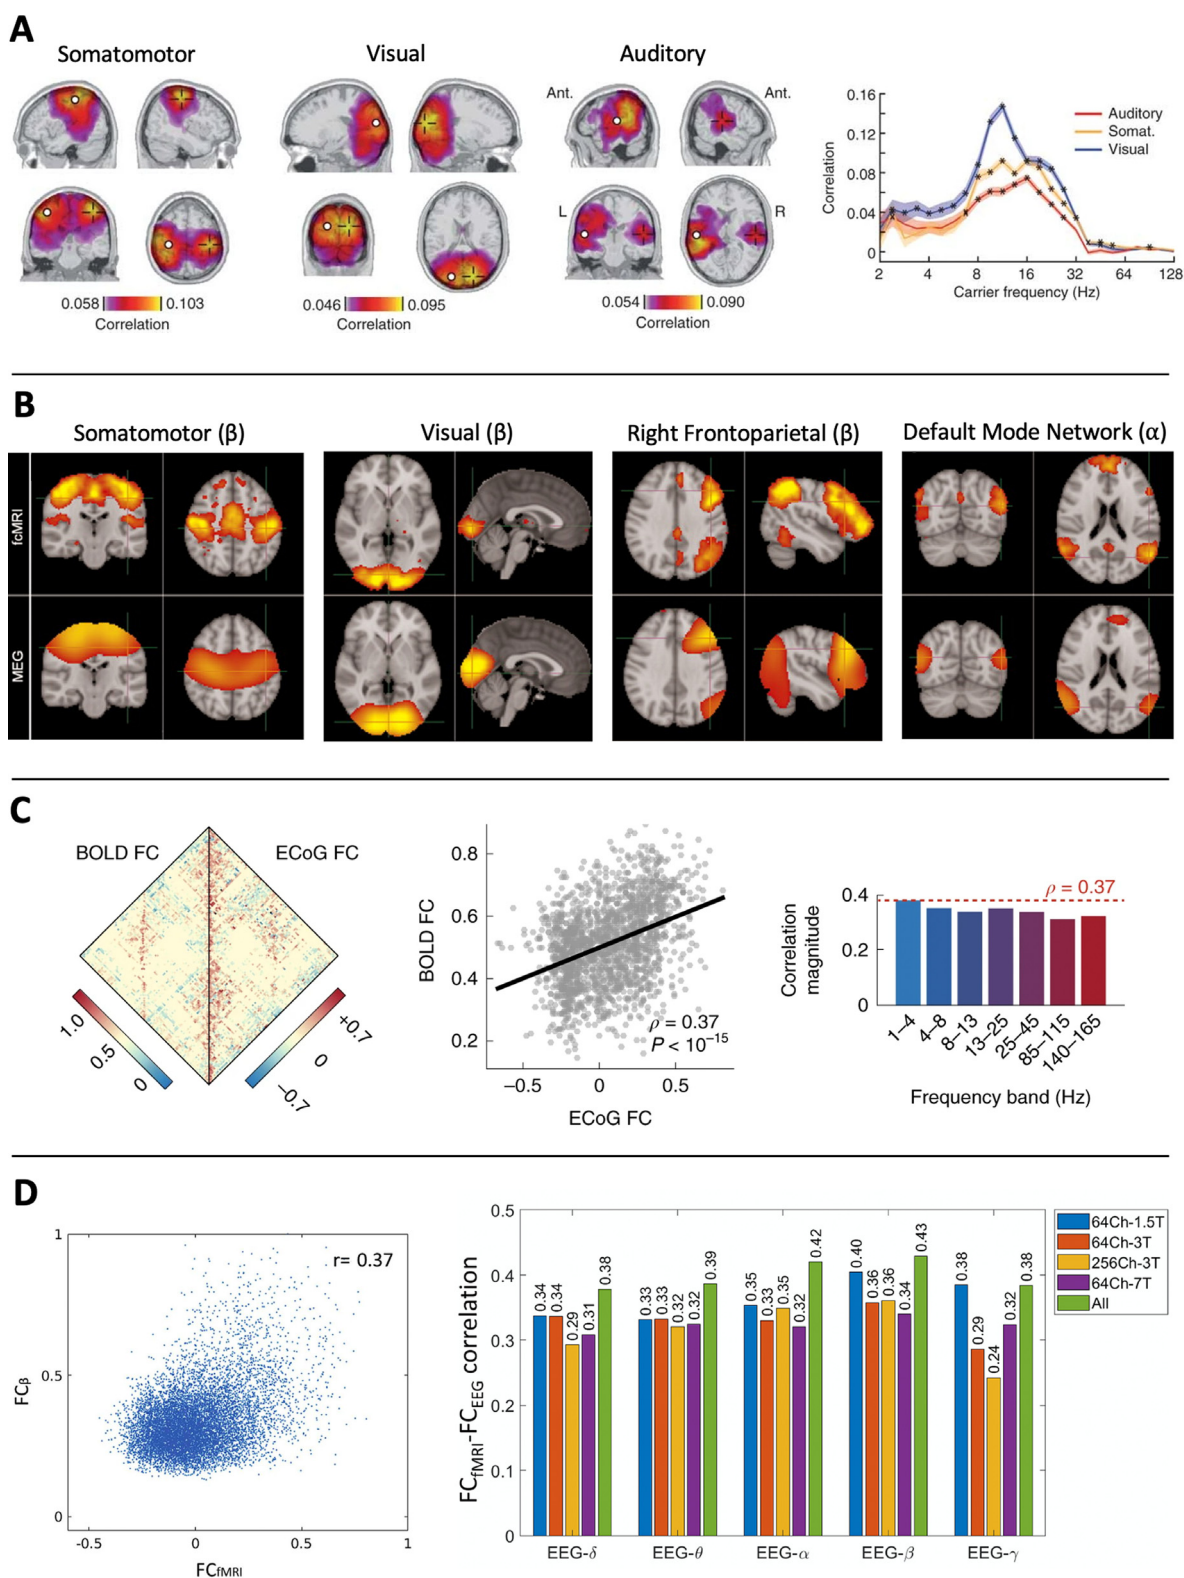 A
Somatomotor
Visual
Auditory
Ant.
Ant.
L
R
0.058
0.103
Correlation
0.046
0.095
Correlation
0.054
0.090
Correlation
0.16
0.12
0.08
0.04
0
Correlation
Auditory
Somat.
Visual
2
4
8
16
32
64
128
Carrier frequency (Hz)
B
Somatomotor (β)
Visual (β)
Right Frontoparietal (β)
Default Mode Network (α)
fcMRI
MEG
C
BOLD FC
ECoG FC
1.0
0.5
0
+0.7
0
−0.7
BOLD FC
0.8
0.6
0.4
0.2
ρ = 0.37
P < 10−15
−0.5
0
0.5
ECoG FC
Correlation
magnitude
0.4
0.2
0
ρ = 0.37
1–4
4–8
8–13
13–25
25–45
85–115
140–165
Frequency band (Hz)
D
1
0.5
0
FCβ
r= 0.37
-0.5
0
0.5
1
FCfMRI
FCfMRI-FCEEG correlation
0.5
0.4
0.3
0.2
0.1
0
0.34
0.34
0.29
0.31
0.38
0.33
0.33
0.32
0.32
0.39
0.35
0.33
0.35
0.32
0.42
0.40
0.36
0.36
0.34
0.43
0.38
0.29
0.24
0.32
0.38
64Ch-1.5T
64Ch-3T
256Ch-3T
64Ch-7T
All
EEG-δ
EEG-θ
EEG-α
EEG-β
EEG-γ